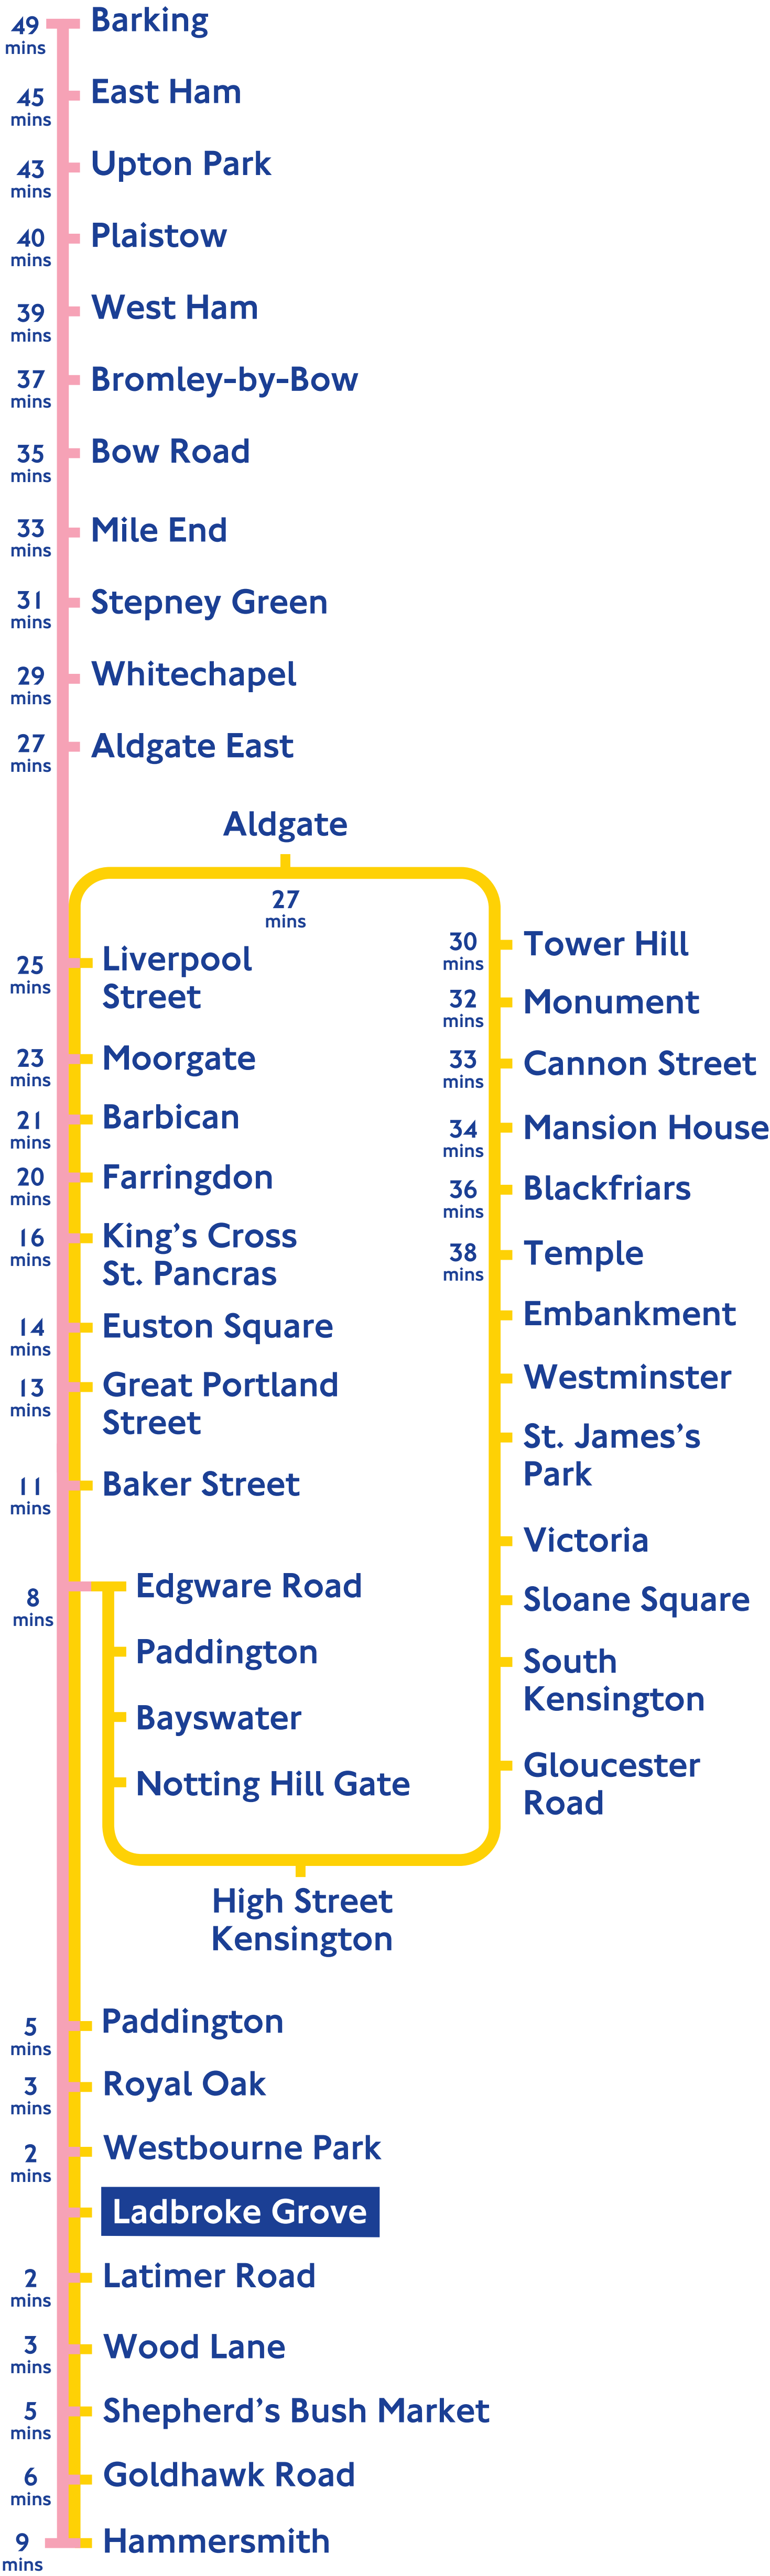 49 mins Barking
45 mins East Ham
43 mins Upton Park
40 mins Plaistow
39 mins West Ham
37 mins Bromley-by-Bow
35 mins Bow Road
33 mins Mile End
31 mins Stepney Green
29 mins Whitechapel
27 mins Aldgate East
Aldgate
27
mins
25 mins Liverpool
Street
23 mins Moorgate
21 mins Barbican
20 mins Farringdon
16 mins King's Cross
St. Pancras
14 mins Euston Square
13 mins Great Portland
Street
11 mins Baker Street
8 mins Edgware Road
Paddington
Bayswater
Notting Hill Gate
30 mins Tower Hill
32 mins Monument
33 mins Cannon Street
34 mins Mansion House
36 mins Blackfriars
38 mins Temple
Embankment
Westminster
St. James's
Park
Victoria
Sloane Square
South
Kensington
Gloucester
Road
High Street
Kensington
5 mins Paddington
3 mins Royal Oak
2 mins Westbourne Park
Ladbroke Grove
2 mins Latimer Road
3 mins Wood Lane
5 mins Shepherd's Bush Market
6 mins Goldhawk Road
9 mins Hammersmith